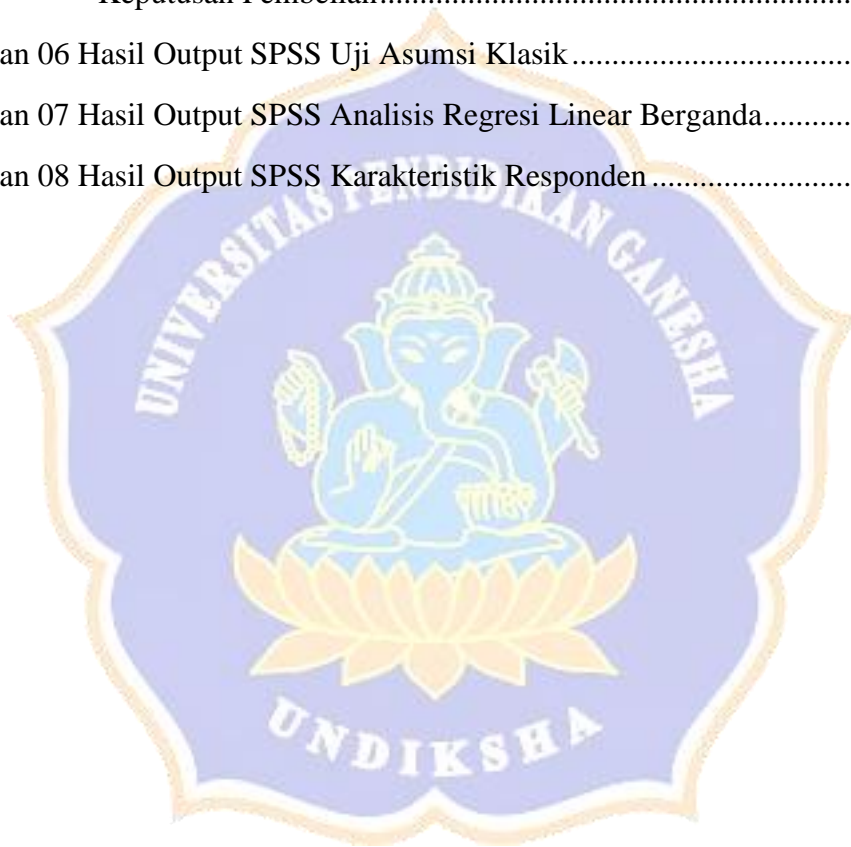 Keputusan Pembelian................................................................
an 06 Hasil Output SPSS Uji Asumsi Klasik..................................
an 07 Hasil Output SPSS Analisis Regresi Linear Berganda...........
an 08 Hasil Output SPSS Karakteristik Responden.......................
UNIVERSITAS PENDIDIKAN GANESHA
UNDIKSHA